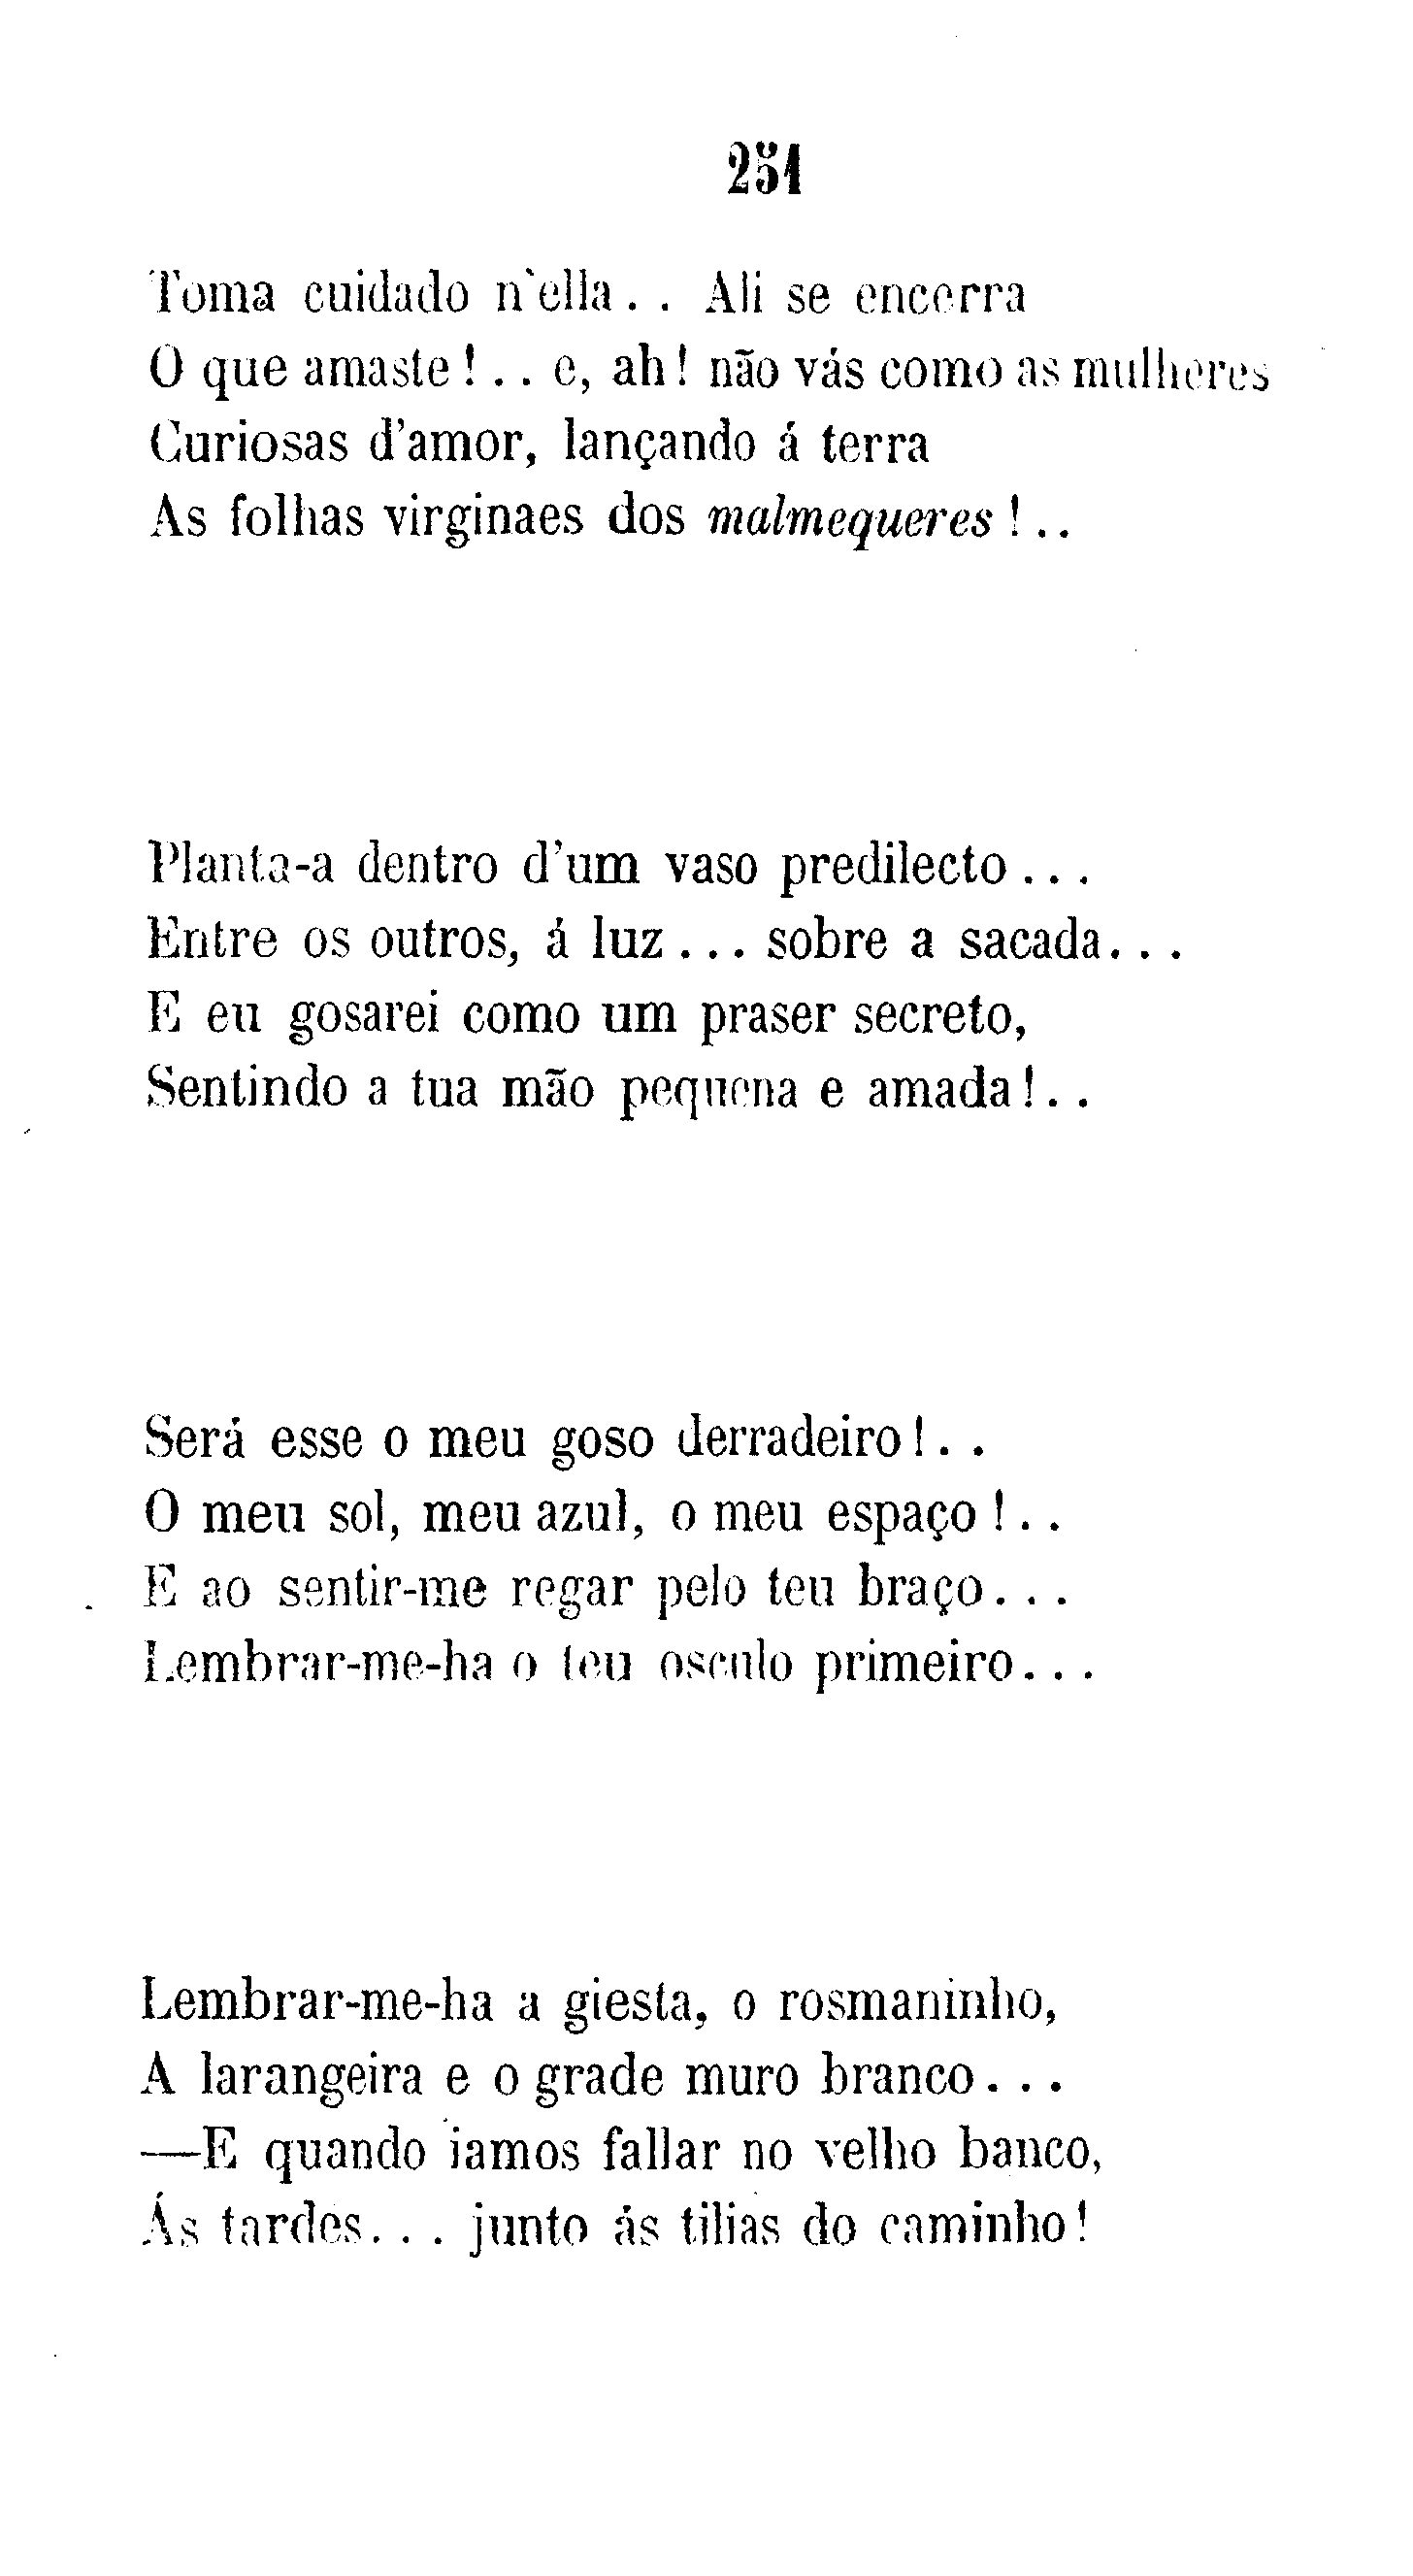 251
Toma cuidado n'ella.. Ali se encerra
O que amaste!.. e, ah! não vás como as mulheres
Curiosas d'amor, lançando á terra
As folhas virginaes dos malmequeres!..
Planta-a dentro d'um vaso predilecto...
Entre os outros, á luz... sobre a sacada...
E eu gosarei como um praser secreto,
Sentindo a tua mão pequena e amada!..
Será esse o meu goso derradeiro!..
O meu sol, meu azul, o meu espaço!..
E ao sentir-me regar pelo teu braço...
Lembrar-me-ha o teu osculo primeiro...
Lembrar-me-ha a giesta, o rosmaninho,
A larangeira e o grade muro branco...
—E quando iamos fallar no velho banco,
Ás tardes... junto ás tilias do caminho!